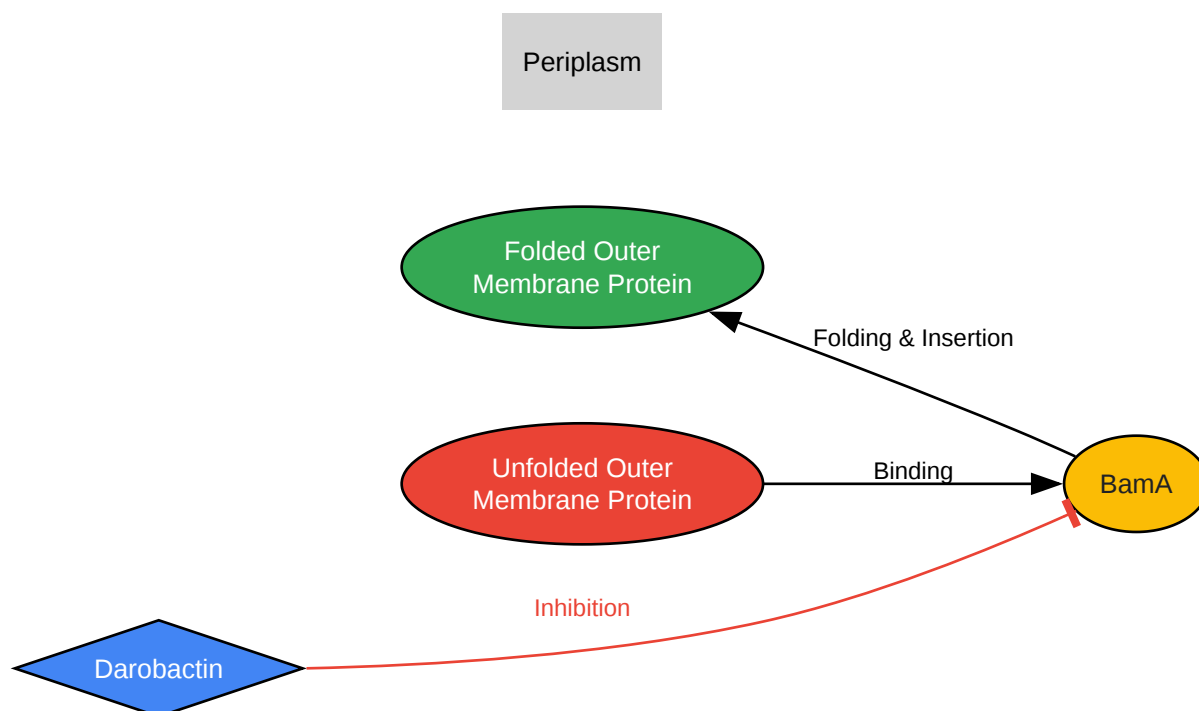 Periplasm
Folded Outer
Membrane Protein
Folding & Insertion
Unfolded Outer
Membrane Protein
Binding
BamA
Inhibition
Darobactin